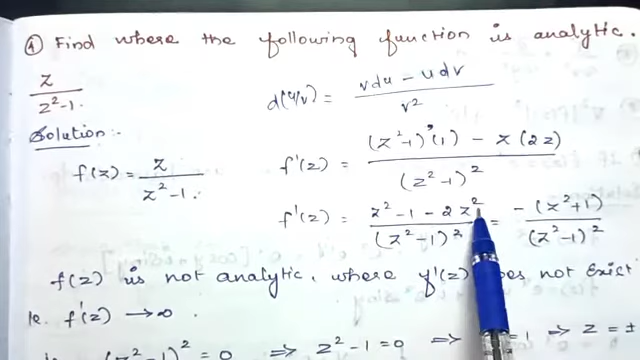 ① Find where the following function is analytic.
z / (z²-1).
d(u/v) = (vdu - udv) / v²
Solution:-
f(z) = z / (z²-1).
f'(z) = ((z²-1)(1) - z(2z)) / (z²-1)²
f'(z) = (z²-1-2z²) / (z²-1)² = -(z²+1) / (z²-1)²
f(z) is not analytic, where f'(z) does not exist
ie. f'(z) → ∞.
(z²-1)² = 0 ⇒ z²-1=0 ⇒ =1 ⇒ z = ±